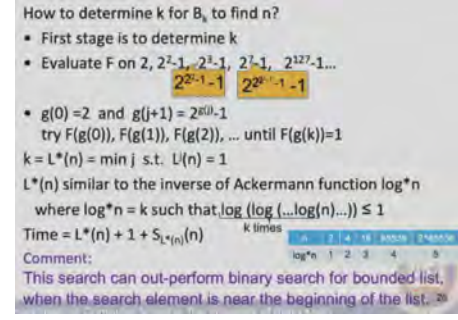 How to determine k for Bₖ to find n?
• First stage is to determine k
• Evaluate F on 2, 2²-1, 2³-1, 2⁷-1, 2¹²⁷-1...
• g(0) =2 and g(j+1) = 2^g(j)-1
try F(g(0)), F(g(1)), F(g(2)), ... until F(g(k))=1
k = L*(n) = min j s.t. Lʲ(n) = 1
L*(n) similar to the inverse of Ackermann function log*n
where log*n = k such that log (log (...log(n)...)) ≤ 1
k times
Time = L*(n) + 1 + S_L*(n)(n)
n 2 4 16 65536
log*n 1 2 3 4 5
Comment:
This search can out-perform binary search for bounded list,
when the search element is near the beginning of the list.